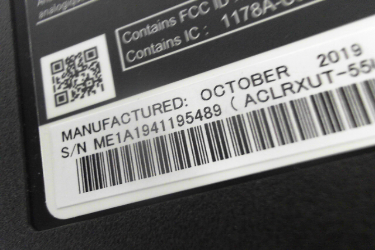 Contains FCC ID
Contains IC : 1178A-
MANUFACTURED: OCTOBER 2019
S/N ME1A1941195489 ( ACLRXUT-55